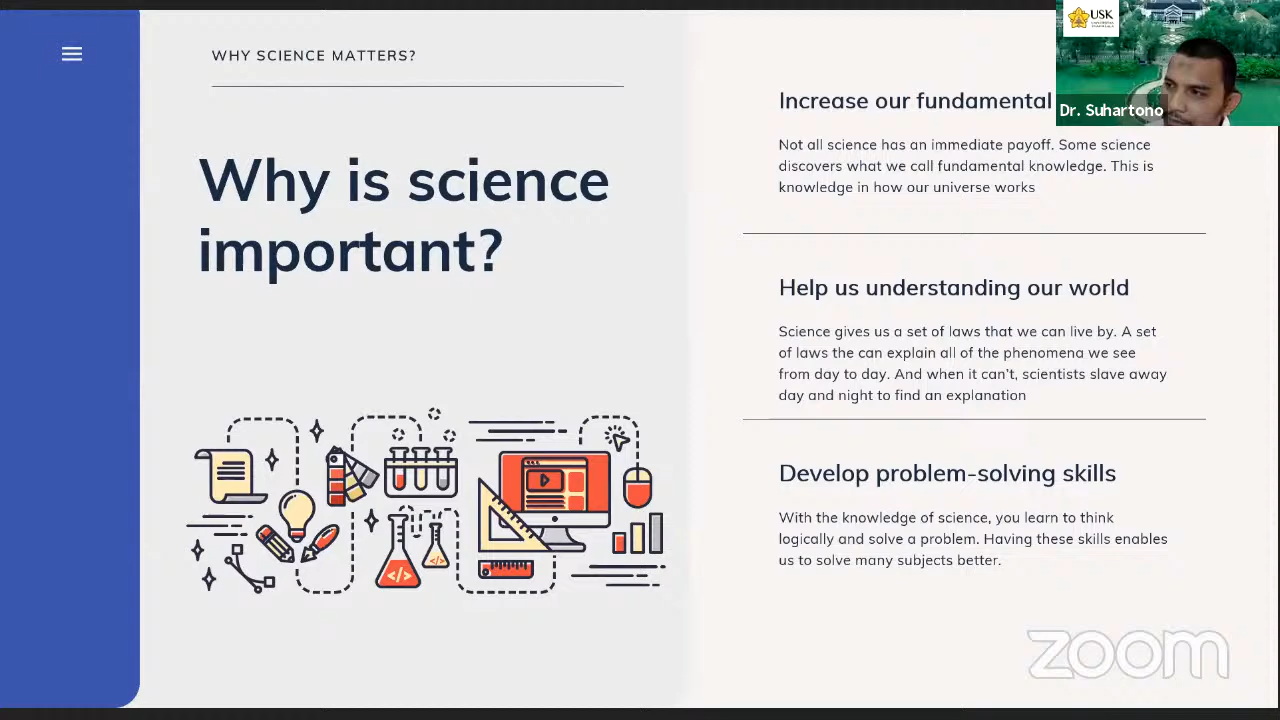 WHY SCIENCE MATTERS?
Why is science
important?
Increase our fundamental
Not all science has an immediate payoff. Some science
discovers what we call fundamental knowledge. This is
knowledge in how our universe works
Help us understanding our world
Science gives us a set of laws that we can live by. A set
of laws the can explain all of the phenomena we see
from day to day. And when it can't, scientists slave away
day and night to find an explanation
Develop problem-solving skills
With the knowledge of science, you learn to think
logically and solve a problem. Having these skills enables
us to solve many subjects better.
USK
Dr. Suhartono
</>
</>
zoom